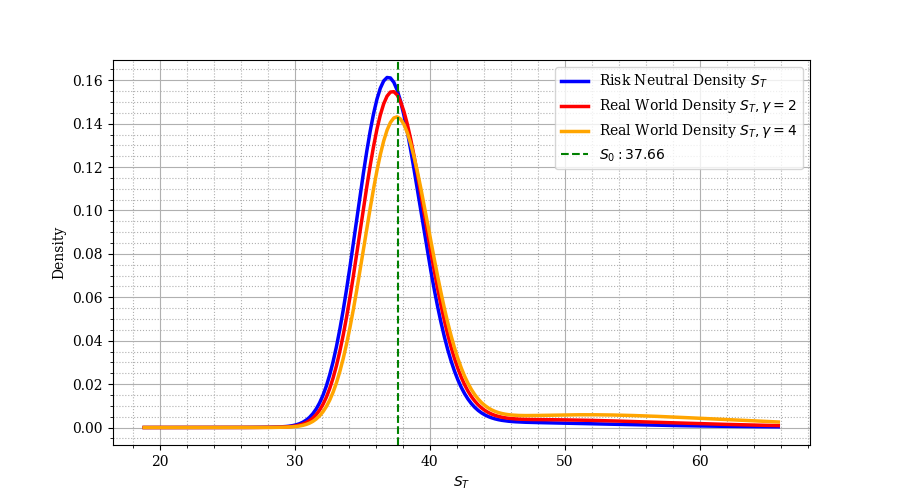 0.16
0.14
0.12
0.10
0.08
0.06
0.04
0.02
0.00
Density
20
30
40
50
60
S_T
Risk Neutral Density S_T
Real World Density S_T, γ = 2
Real World Density S_T, γ = 4
S_0 : 37.66